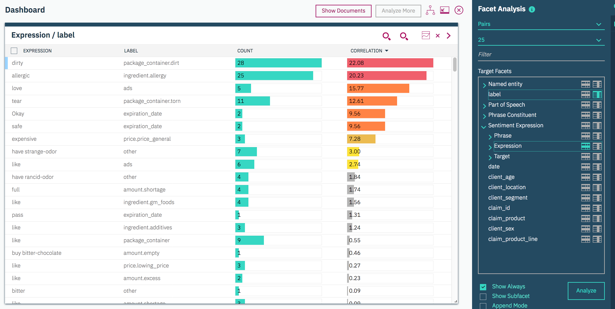 Dashboard
Show Documents
Analyze More
Expression / label
EXPRESSION LABEL COUNT CORRELATION
dirty package_container.dirt 28 22.08
allergic ingredient.allergy 25 20.23
love ads 5 15.77
tear package_container.torn 11 12.61
Okay expiration_date 2 9.56
safe expiration_date 2 9.56
expensive price.price_general 3 7.28
have strange-odor other 7 3.00
like ads 6 2.74
have rancid-odor other 4 1.84
full amount.shortage 4 1.74
like ingredient.gm_foods 4 1.56
pass expiration_date 1 1.31
like ingredient.additives 3 1.24
like package_container 9 0.55
buy bitter-chocolate amount.empty 1 0.46
like price.lowering_price 3 0.27
like amount.excess 2 0.23
bitter other 1 0.09
like amount.shortage 3 0.00
Facet Analysis
Pairs
25
Filter
Target Facets
Named entity
label
Part of Speech
Phrase Constituent
Sentiment Expression
Phrase
Expression
Target
date
client_age
client_location
client_segment
claim_id
claim_product
client_sex
claim_product_line
Show Always
Show Subfacet
Append Mode
Analyze